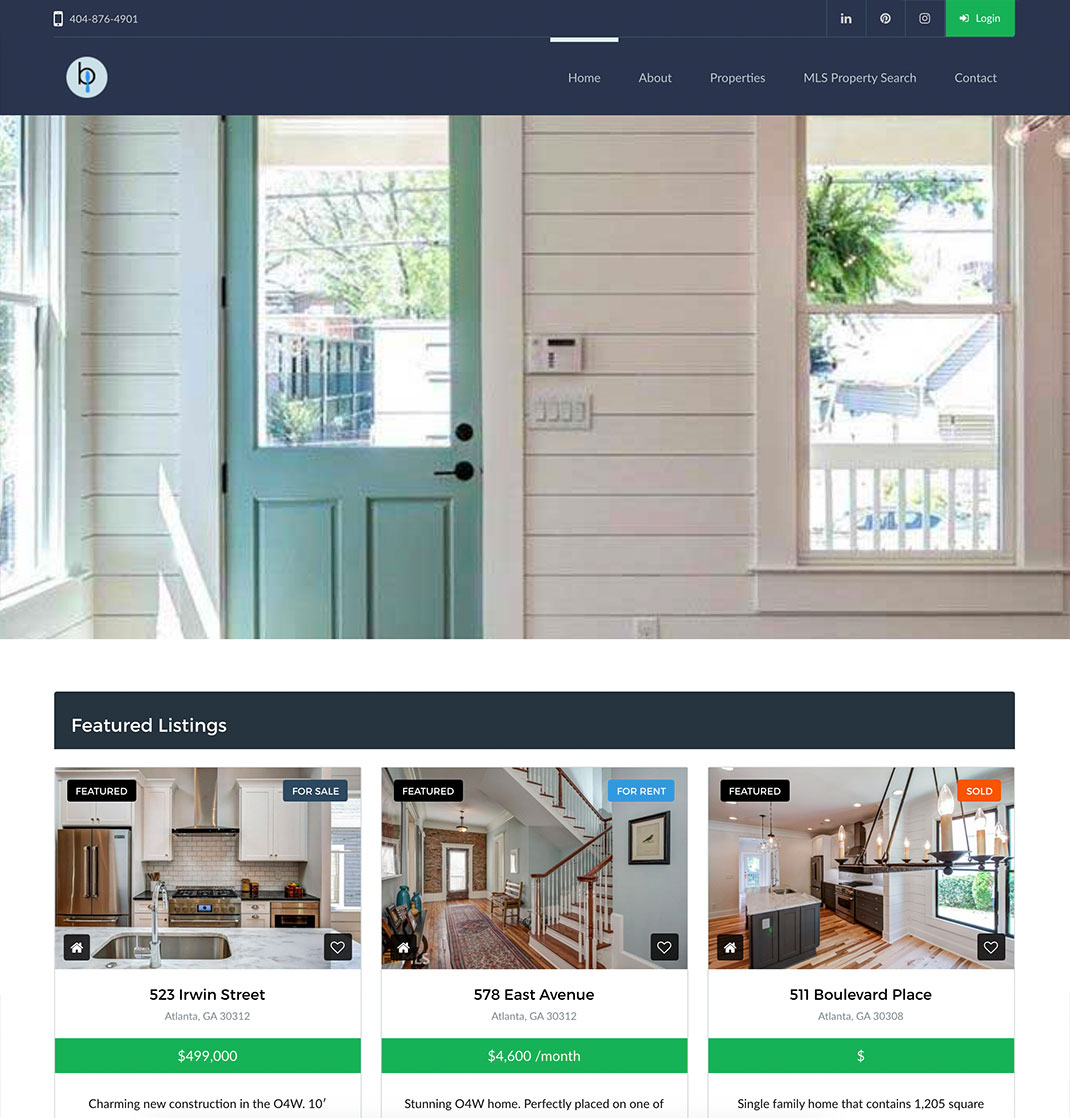 404-876-4901
Login
Home About Properties MLS Property Search Contact
Featured Listings
FEATURED FOR SALE
523 Irwin Street
Atlanta, GA 30312
$499,000
Charming new construction in the O4W. 10′
FEATURED FOR RENT
578 East Avenue
Atlanta, GA 30312
$4,600 /month
Stunning O4W home. Perfectly placed on one of
FEATURED SOLD
511 Boulevard Place
Atlanta, GA 30308
$
Single family home that contains 1,205 square